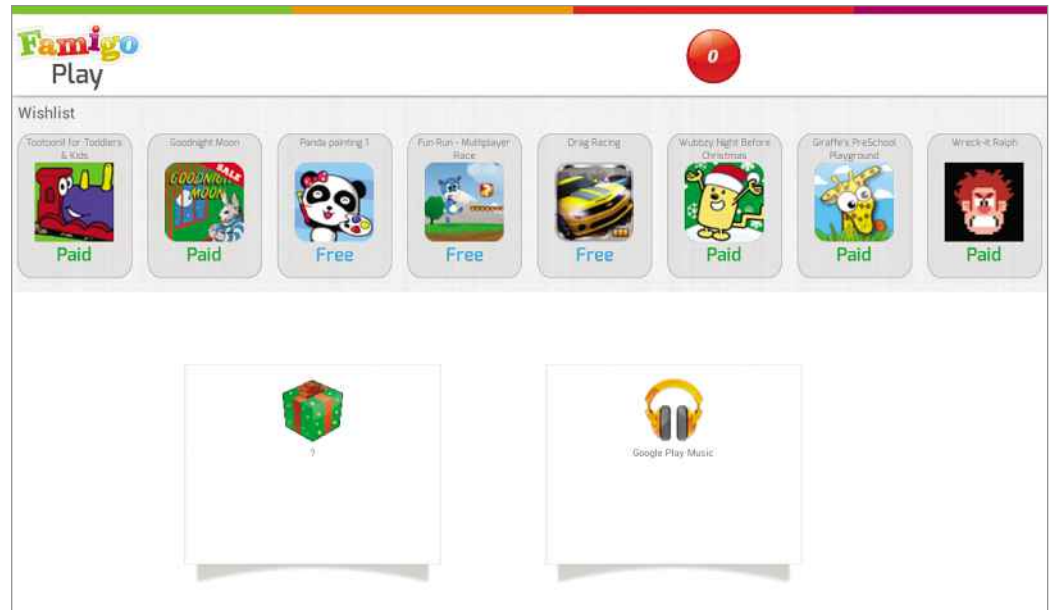 Famigo
Play
0
Wishlist
Tootoonil for Toddlers
& Kids
Paid
Goodnight Moon
SALE
GOODNIGHT
MOON
Paid
Panda painting 1
Free
Fun Run - Multiplayer
Race
Free
Drag Racing
Free
Wubbzy Night Before
Christmas
Paid
Giraffe's PreSchool
Playground
Paid
Wreck-it Ralph
Paid
?
Google Play Music